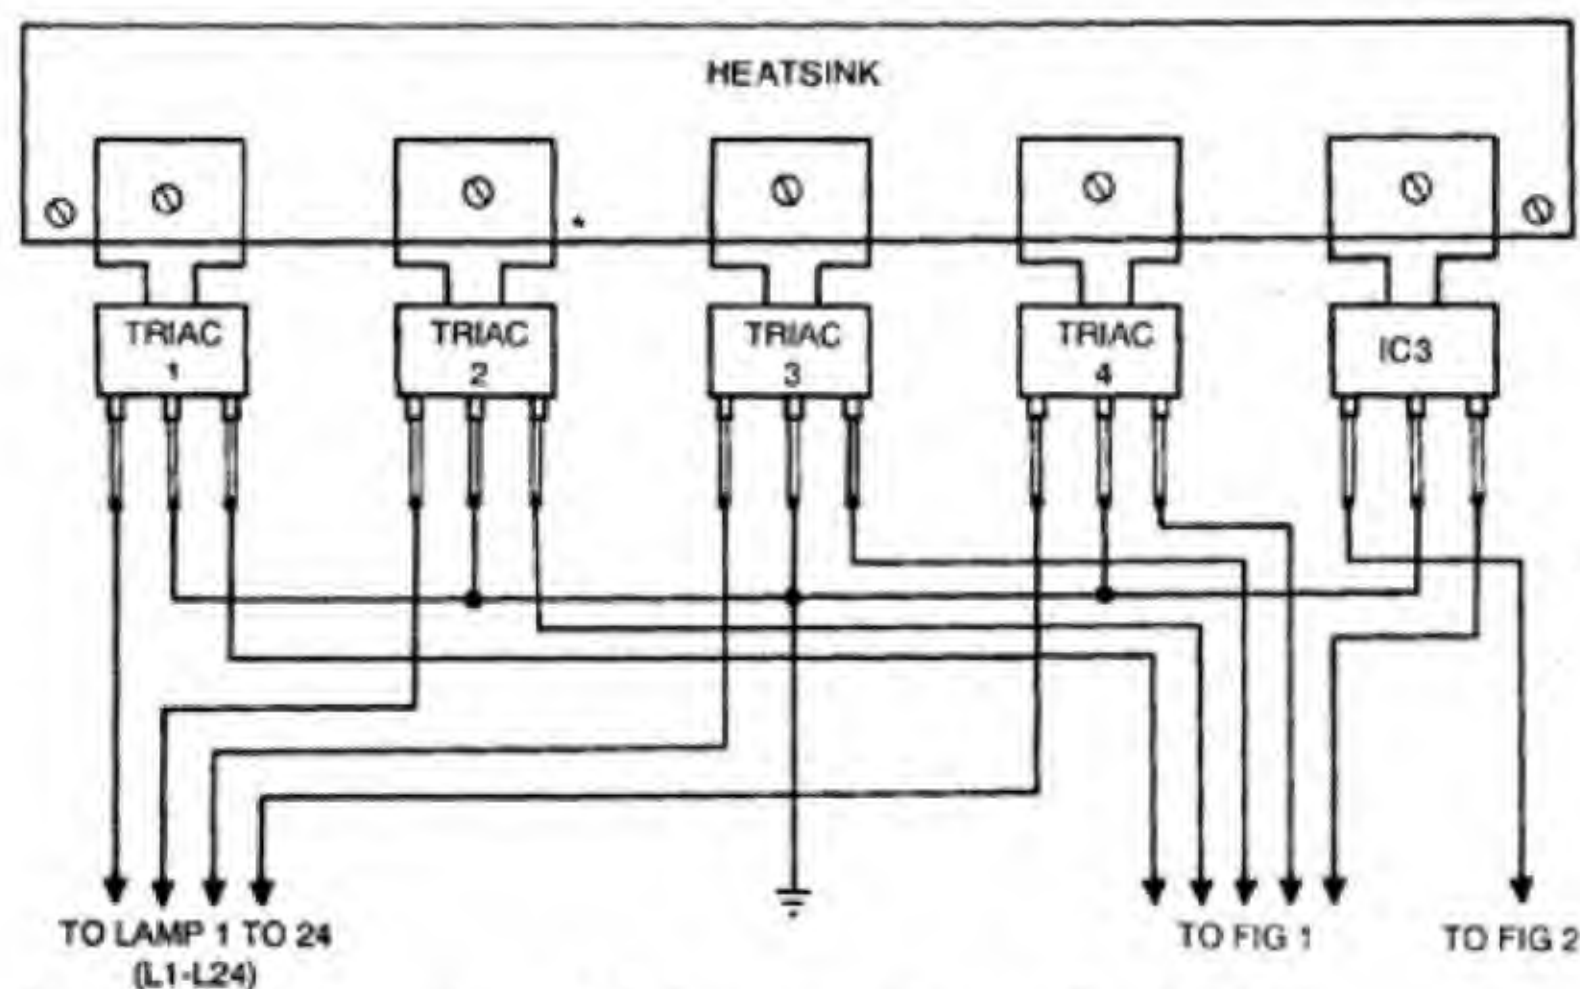 HEATSINK
TRIAC
1
TRIAC
2
TRIAC
3
TRIAC
4
IC3
TO LAMP 1 TO 24
(L1-L24)
TO FIG 1
TO FIG 2